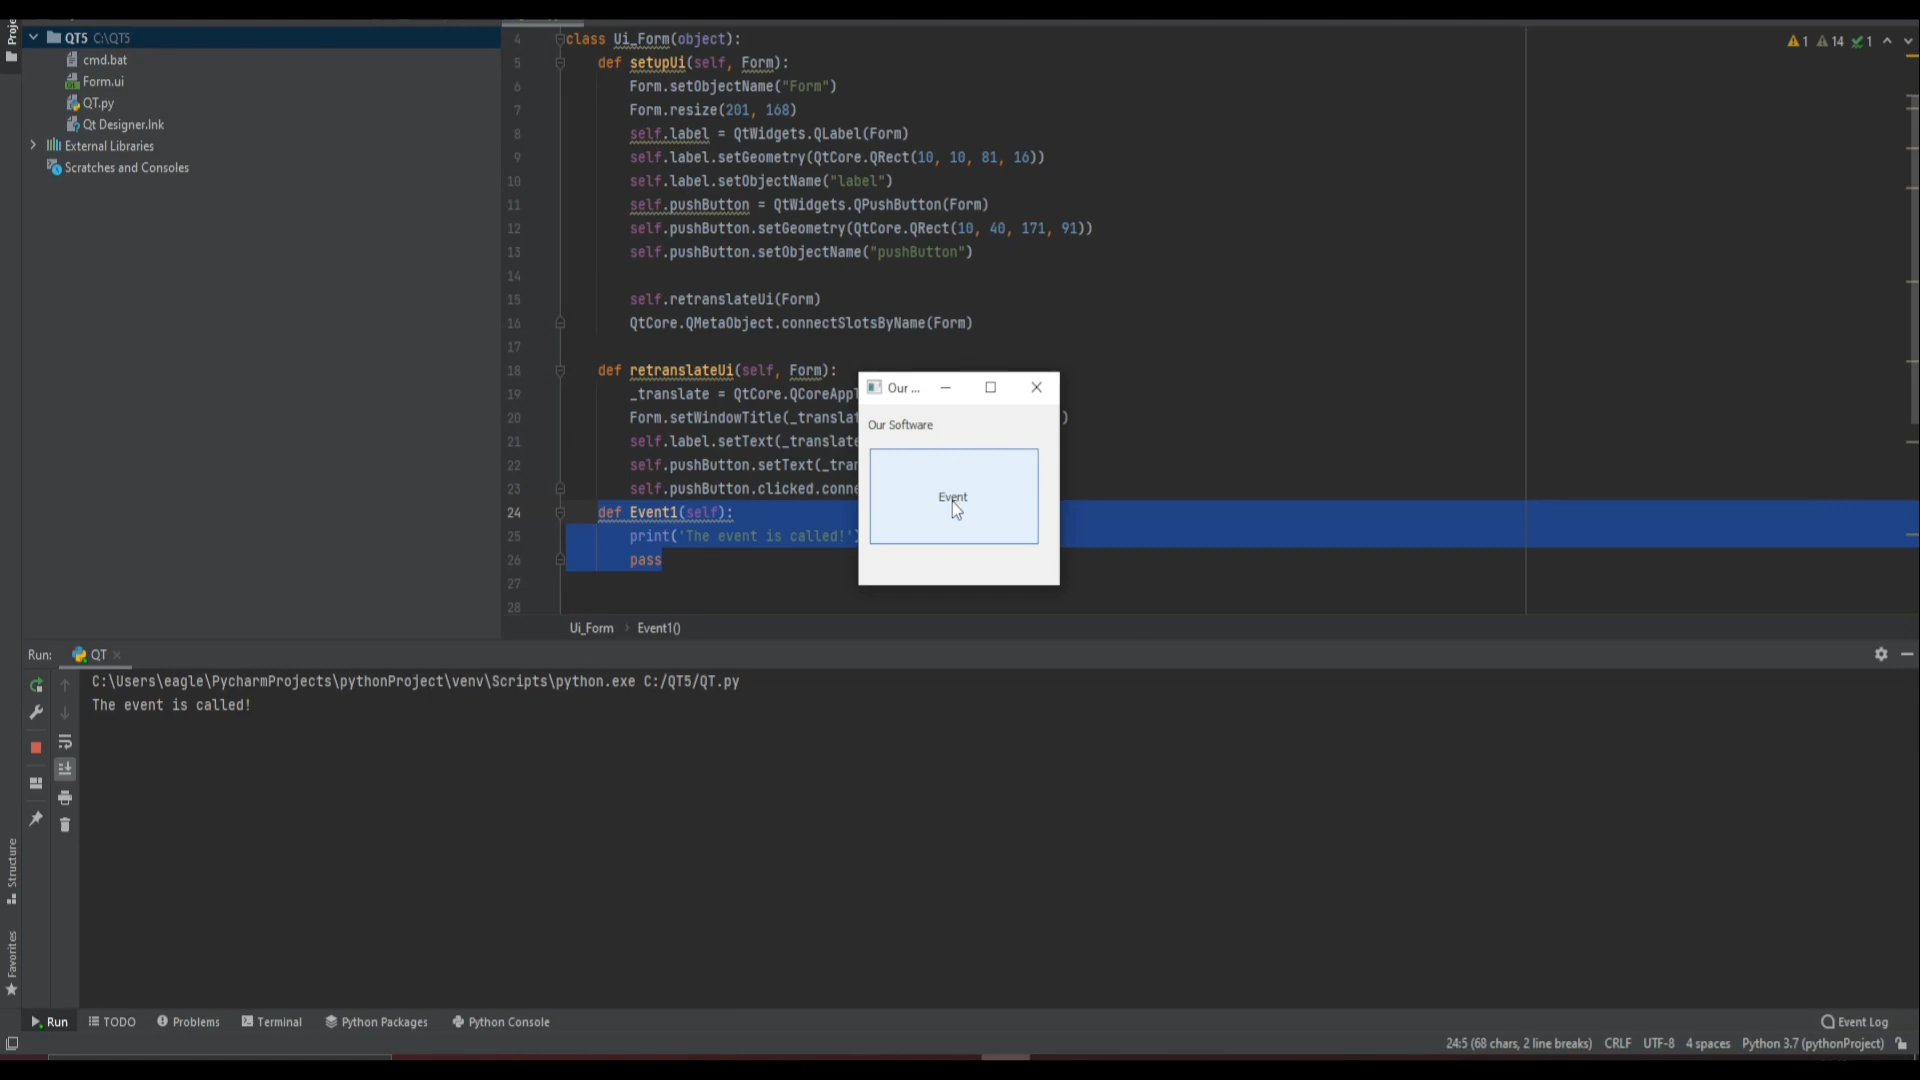 Proje
QT5 C:\QT5
cmd.bat
Form.ui
QT.py
Qt Designer.lnk
External Libraries
Scratches and Consoles
1 14 1
4 class Ui_Form(object):
5 def setupUi(self, Form):
6 Form.setObjectName("Form")
7 Form.resize(201, 168)
8 self.label = QtWidgets.QLabel(Form)
9 self.label.setGeometry(QtCore.QRect(10, 10, 81, 16))
10 self.label.setObjectName("label")
11 self.pushButton = QtWidgets.QPushButton(Form)
12 self.pushButton.setGeometry(QtCore.QRect(10, 40, 171, 91))
13 self.pushButton.setObjectName("pushButton")
14
15 self.retranslateUi(Form)
16 QtCore.QMetaObject.connectSlotsByName(Form)
17
18 def retranslateUi(self, Form):
19 _translate = QtCore.QCoreAppl
20 Form.setWindowTitle(_translat )
21 self.label.setText(_translate
22 self.pushButton.setText(_tran
23 self.pushButton.clicked.conne
24 def Event1(self):
25 print('The event is called!')
26 pass
27
28
Our ...
Our Software
Event
Ui_Form › Event1()
Run: QT
C:\Users\eagle\PycharmProjects\pythonProject\venv\Scripts\python.exe C:/QT5/QT.py
The event is called!
Structure
Favorites
Run TODO Problems Terminal Python Packages Python Console Event Log
24:5 (68 chars, 2 line breaks) CRLF UTF-8 4 spaces Python 3.7 (pythonProject)